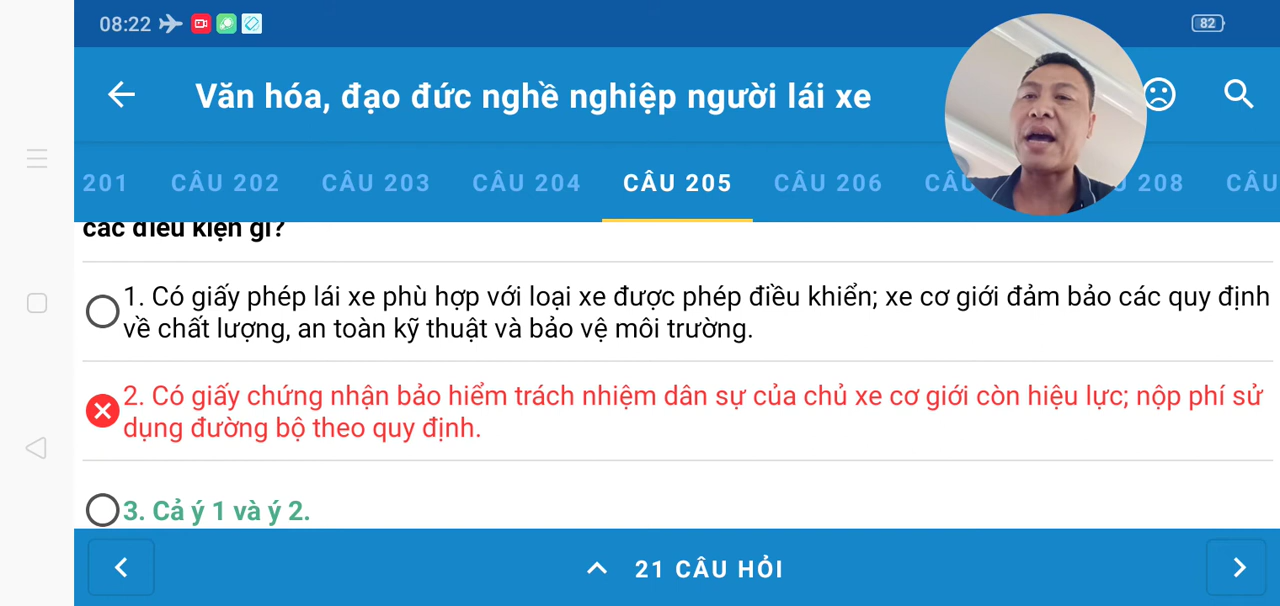 08:22
82
Văn hóa, đạo đức nghề nghiệp người lái xe
201 CÂU 202 CÂU 203 CÂU 204 CÂU 205 CÂU 206 CÂU 208 CÂU
các điều kiện gì?
1. Có giấy phép lái xe phù hợp với loại xe được phép điều khiển; xe cơ giới đảm bảo các quy định
về chất lượng, an toàn kỹ thuật và bảo vệ môi trường.
2. Có giấy chứng nhận bảo hiểm trách nhiệm dân sự của chủ xe cơ giới còn hiệu lực; nộp phí sử
dụng đường bộ theo quy định.
3. Cả ý 1 và ý 2.
21 CÂU HỎI